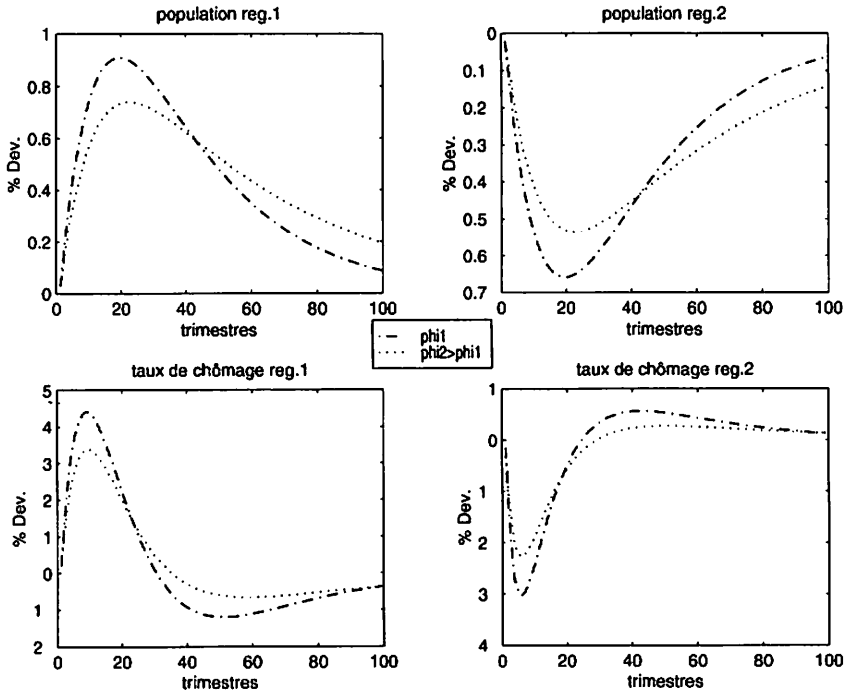 population reg.1
1
0.8
0.6
0.4
0.2
0
% Dev.
0 20 40 60 80 100
trimestres
population reg.2
0
0.1
0.2
0.3
0.4
0.5
0.6
0.7
% Dev.
0 20 40 60 80 100
trimestres
phi1
phi2>phi1
taux de chômage reg.1
5
4
3
2
1
0
1
2
% Dev.
0 20 40 60 80 100
trimestres
taux de chômage reg.2
1
0
1
2
3
4
% Dev.
0 20 40 60 80 100
trimestres